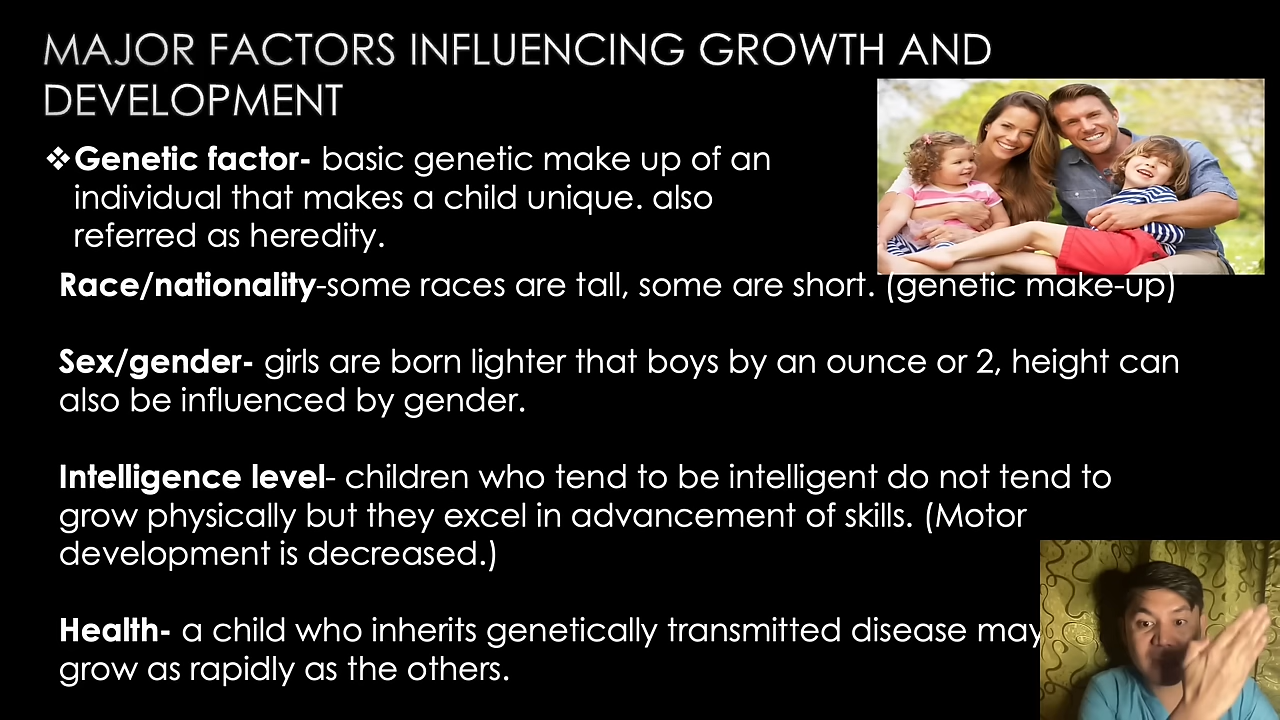 MAJOR FACTORS INFLUENCING GROWTH AND
DEVELOPMENT
❖Genetic factor- basic genetic make up of an
individual that makes a child unique. also
referred as heredity.
Race/nationality-some races are tall, some are short. (genetic make-up)
Sex/gender- girls are born lighter that boys by an ounce or 2, height can
also be influenced by gender.
Intelligence level- children who tend to be intelligent do not tend to
grow physically but they excel in advancement of skills. (Motor
development is decreased.)
Health- a child who inherits genetically transmitted disease may
grow as rapidly as the others.